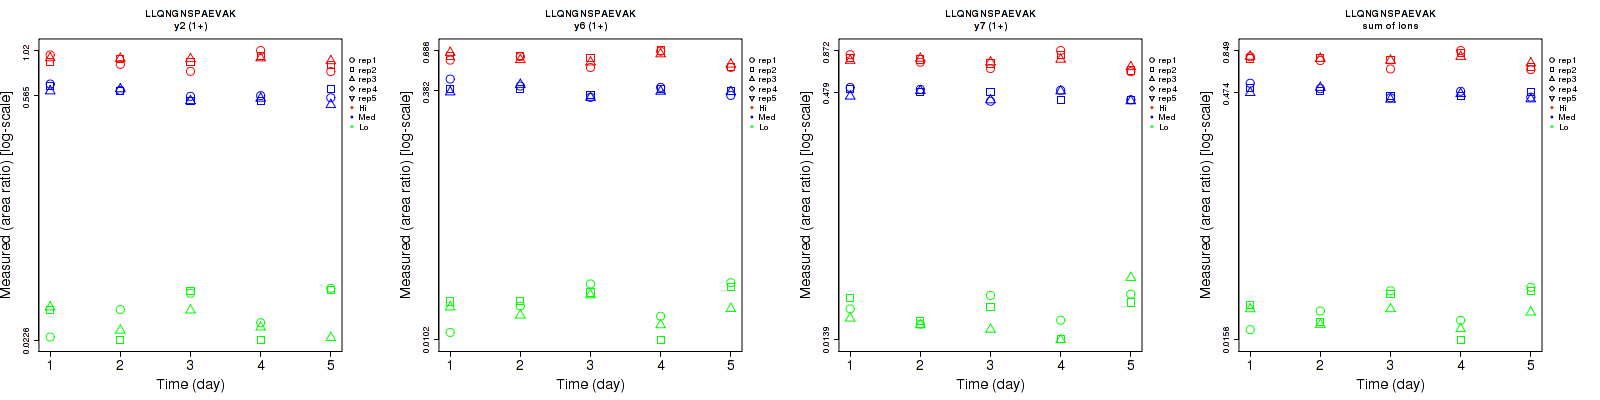 LLQNGNSPAEVAK
y2 (1+)
Measured (area ratio) [log-scale]
1.02
0.565
0.0226
1 2 3 4 5
Time (day)
rep1
rep2
rep3
rep4
rep5
Hi
Med
Lo
LLQNGNSPAEVAK
y6 (1+)
Measured (area ratio) [log-scale]
0.686
0.382
0.0102
1 2 3 4 5
Time (day)
rep1
rep2
rep3
rep4
rep5
Hi
Med
Lo
LLQNGNSPAEVAK
y7 (1+)
Measured (area ratio) [log-scale]
0.872
0.479
0.0139
1 2 3 4 5
Time (day)
rep1
rep2
rep3
rep4
rep5
Hi
Med
Lo
LLQNGNSPAEVAK
sum of ions
Measured (area ratio) [log-scale]
0.849
0.474
0.0156
1 2 3 4 5
Time (day)
rep1
rep2
rep3
rep4
rep5
Hi
Med
Lo